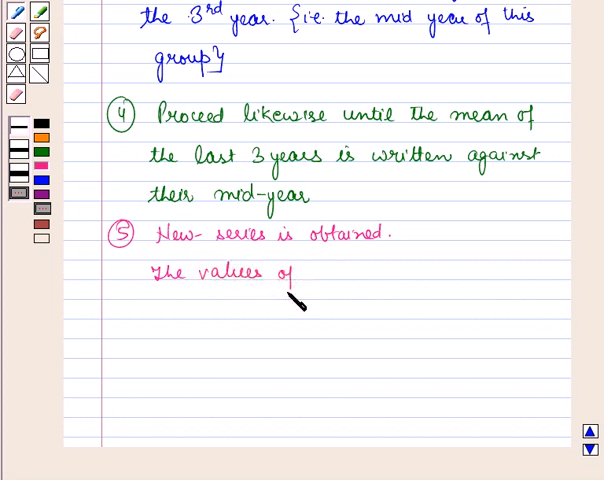 the 3rd year. {i.e. the mid year of this
group}
④ Proceed likewise until the mean of
the last 3 years is written against
their mid-year
⑤ New- series is obtained.
The values of